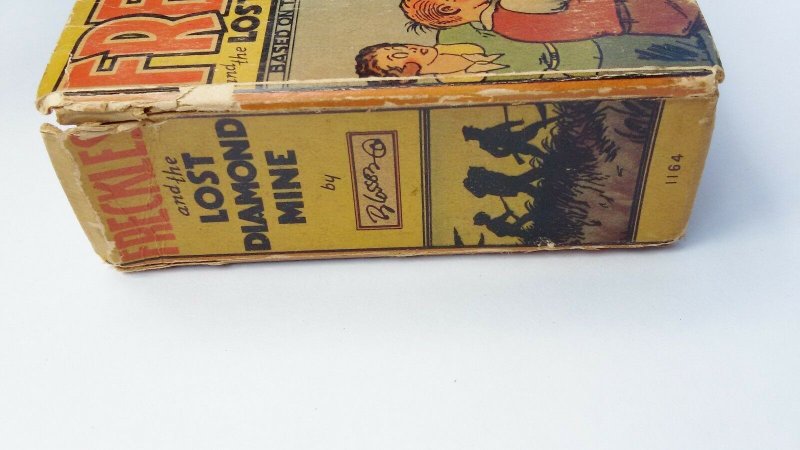 FRE
and the LOST
BASED ON T
FRECKLES
and the
LOST
DIAMOND
MINE
by
Blosser
1164